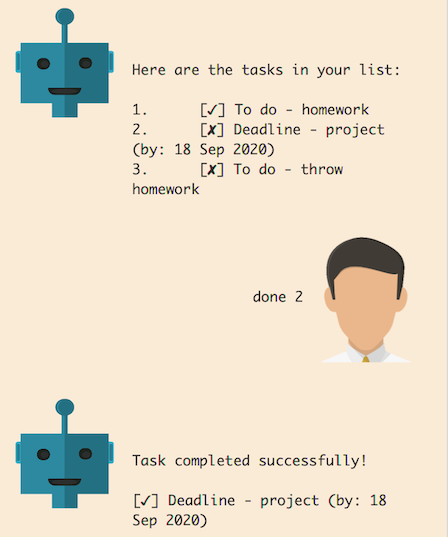 Here are the tasks in your list:
1. [✓] To do - homework
2. [✗] Deadline - project
(by: 18 Sep 2020)
3. [✗] To do - throw
homework
done 2
Task completed successfully!
[✓] Deadline - project (by: 18
Sep 2020)